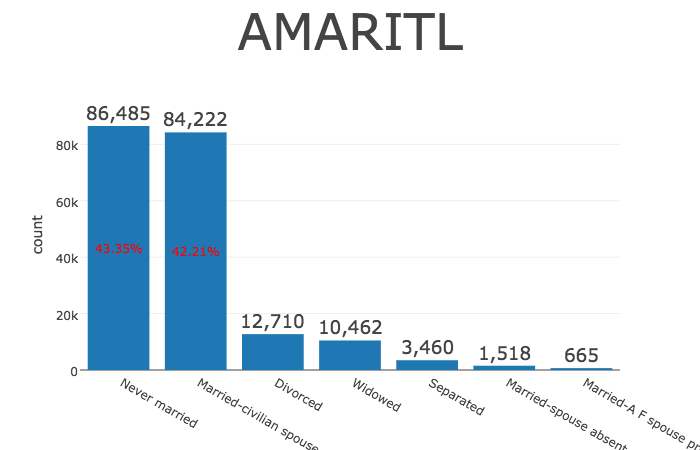 AMARITL
86,485
84,222
12,710
10,462
3,460
1,518
665
80k
60k
40k
20k
0
count
43.35%
42.21%
Never married
Married-civilian spouse
Divorced
Widowed
Separated
Married-spouse absent
Married-A F spouse pr